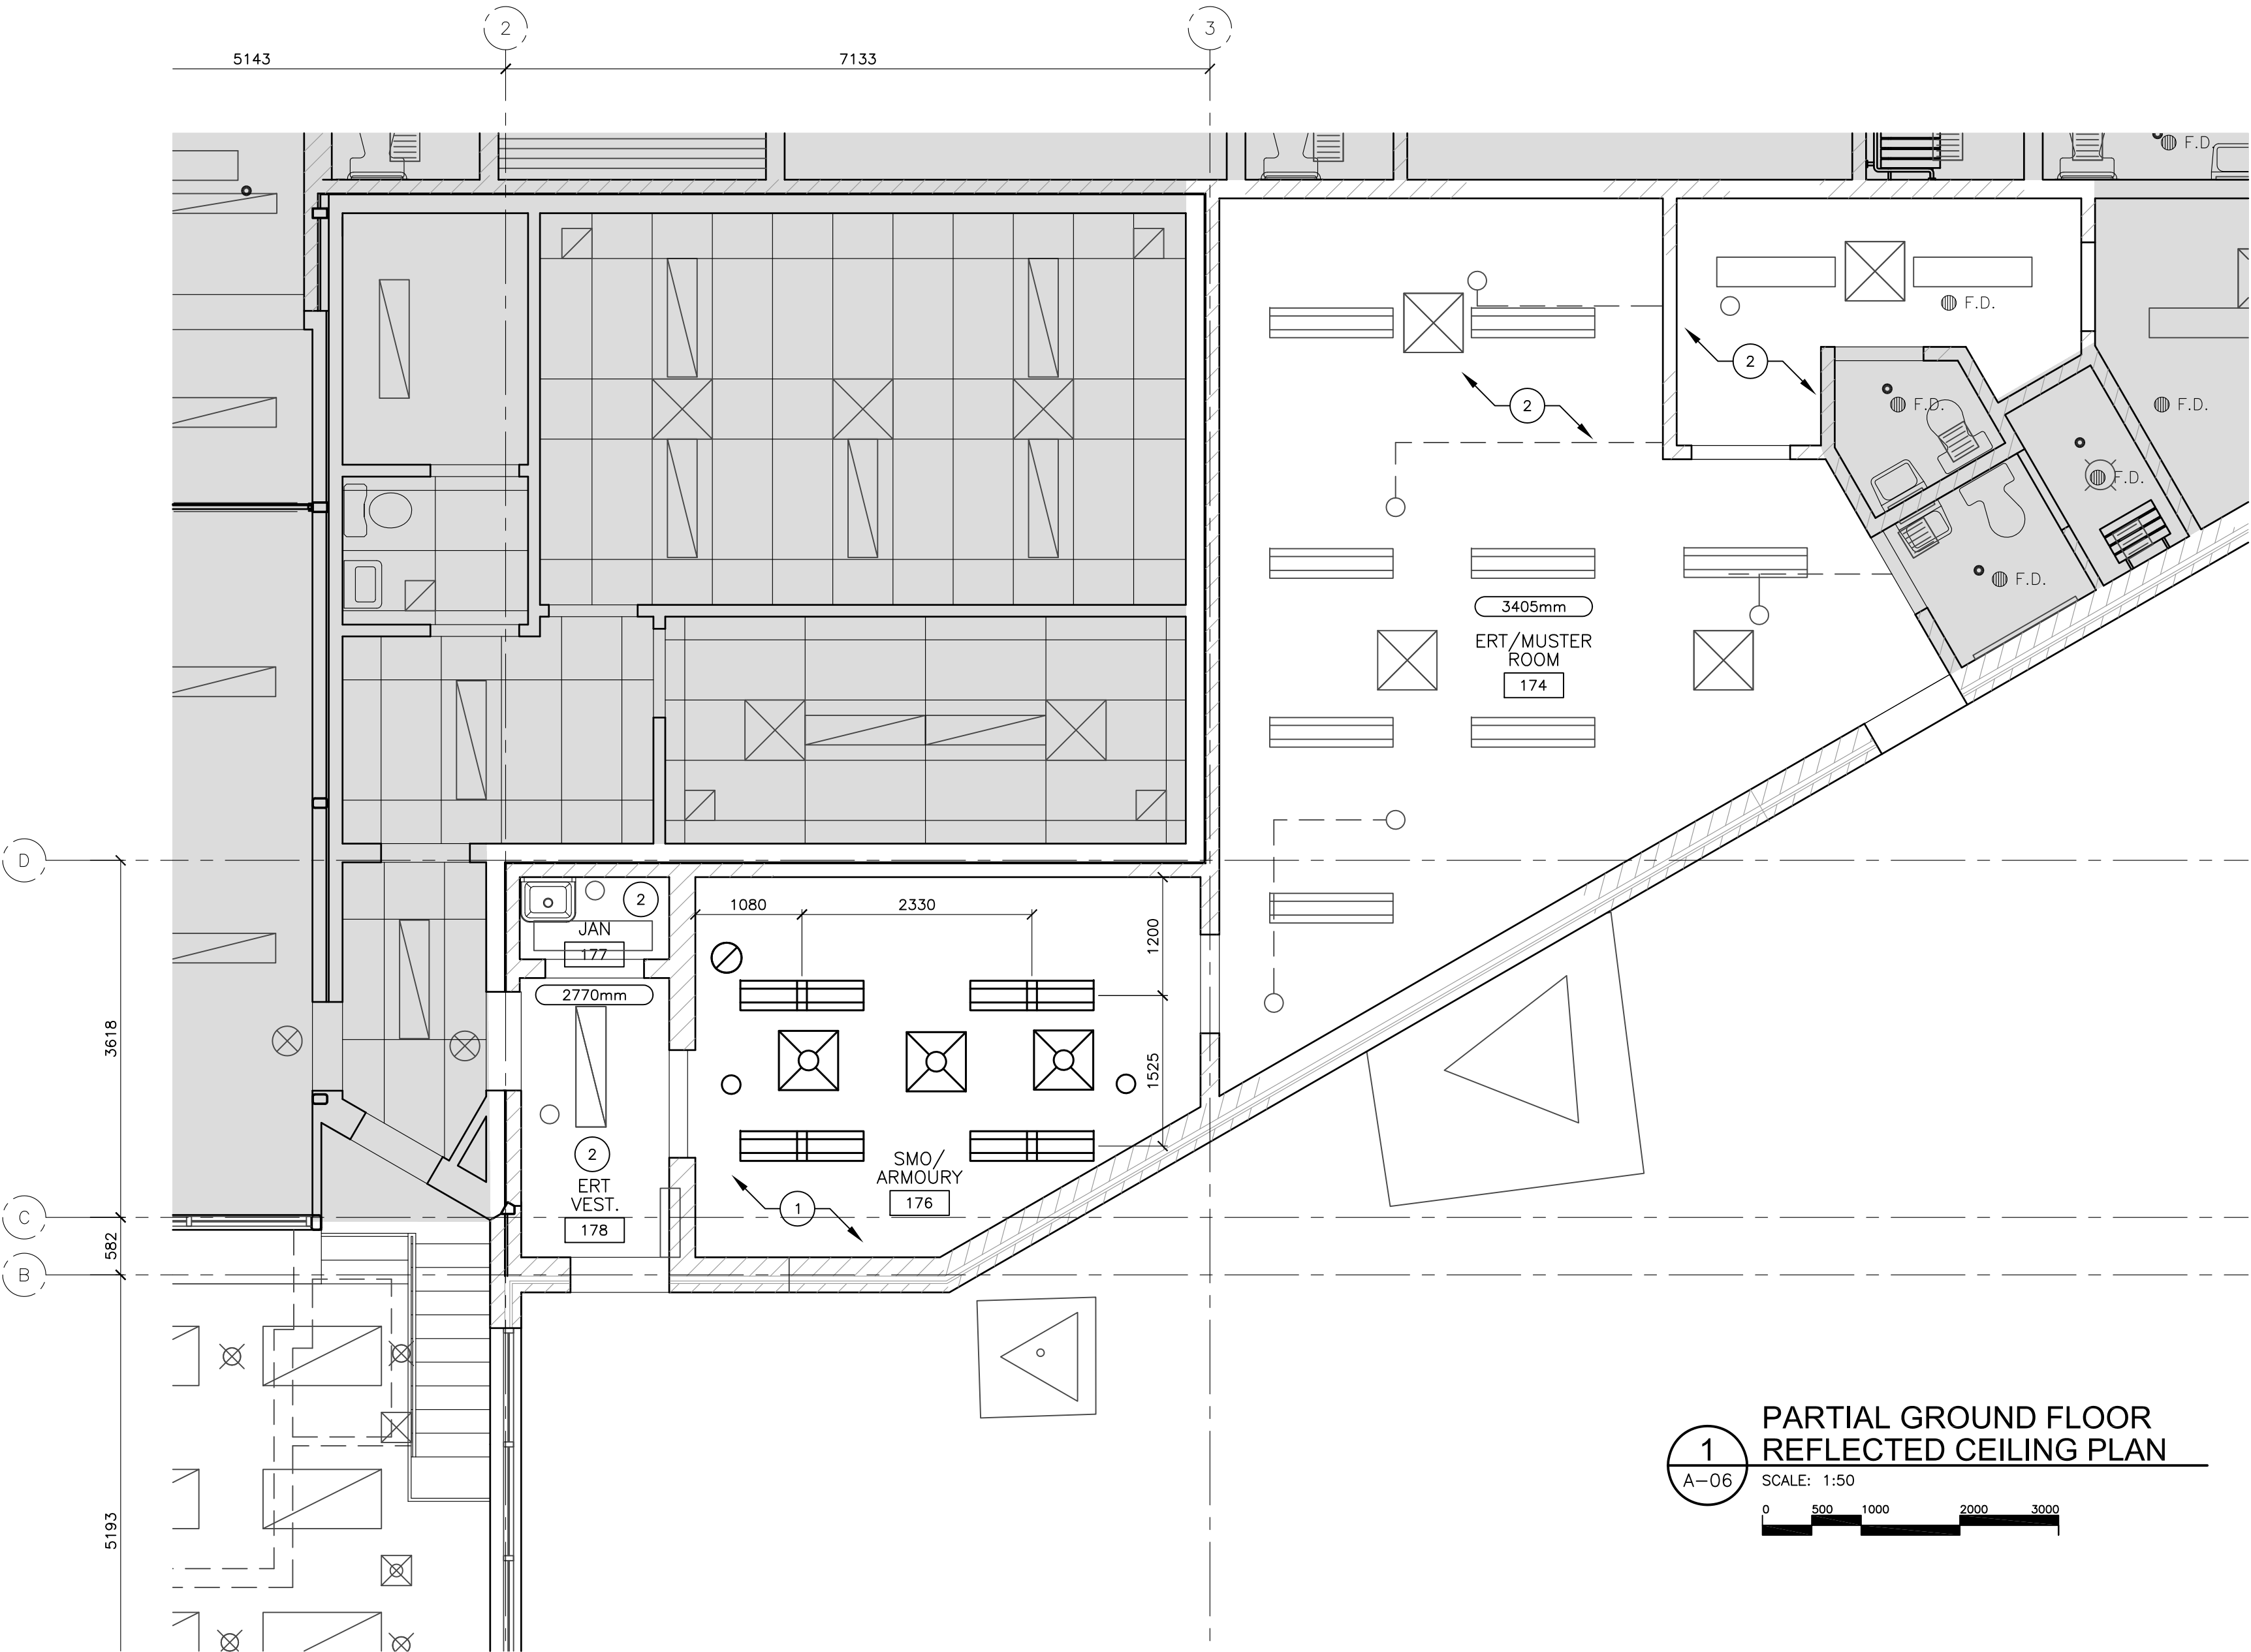 2
3
5143
7133
F.D.
F.D.
2
2
F.D.
F.D.
F.D.
F.D.
3405mm
ERT/MUSTER
ROOM
174
D
2
1080
2330
JAN
1200
177
2770mm
3618
1525
2
SMO/
ARMOURY
ERT
VEST.
176
1
178
C
582
B
5193
1
A-06
PARTIAL GROUND FLOOR
REFLECTED CEILING PLAN
SCALE: 1:50
0 500 1000 2000 3000